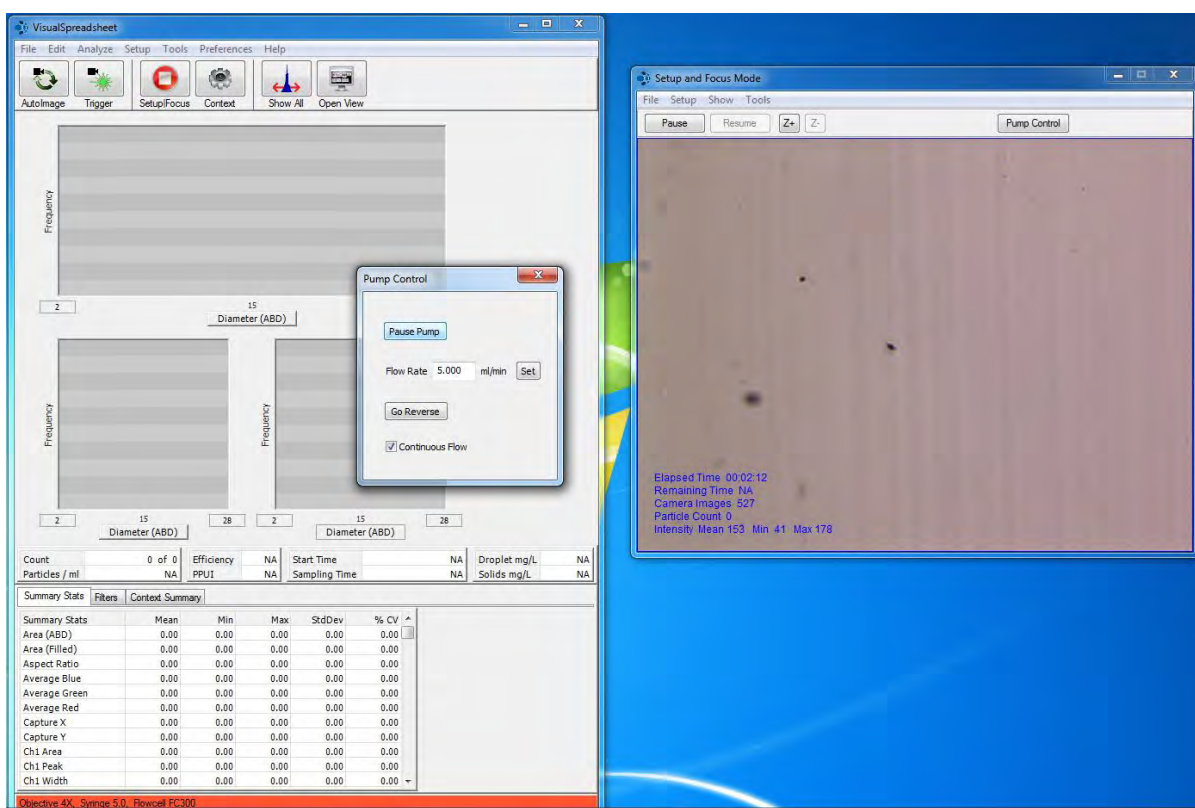 VisualSpreadsheet
File Edit Analyze Setup Tools Preferences Help
AutoImage Trigger Setup|Focus Context Show All Open View
Frequency
2
15
Diameter (ABD)
Frequency
2
15
28
Diameter (ABD)
Frequency
2
15
28
Diameter (ABD)
Count 0 of 0 Efficiency NA Start Time NA Droplet mg/L NA
Particles / ml NA PPUI NA Sampling Time NA Solids mg/L NA
Summary Stats Filters Context Summary
Summary Stats Mean Min Max StdDev % CV
Area (ABD) 0.00 0.00 0.00 0.00 0.00
Area (Filled) 0.00 0.00 0.00 0.00 0.00
Aspect Ratio 0.00 0.00 0.00 0.00 0.00
Average Blue 0.00 0.00 0.00 0.00 0.00
Average Green 0.00 0.00 0.00 0.00 0.00
Average Red 0.00 0.00 0.00 0.00 0.00
Capture X 0.00 0.00 0.00 0.00 0.00
Capture Y 0.00 0.00 0.00 0.00 0.00
Ch1 Area 0.00 0.00 0.00 0.00 0.00
Ch1 Peak 0.00 0.00 0.00 0.00 0.00
Ch1 Width 0.00 0.00 0.00 0.00 0.00
Objective 4X, Syringe 5.0, Flowcell FC300
Pump Control
Pause Pump
Flow Rate 5.000 ml/min Set
Go Reverse
Continuous Flow
Setup and Focus Mode
File Setup Show Tools
Pause Resume Z+ Z- Pump Control
Elapsed Time 00:02:12
Remaining Time NA
Camera Images 527
Particle Count 0
Intensity Mean 153 Min 41 Max 178